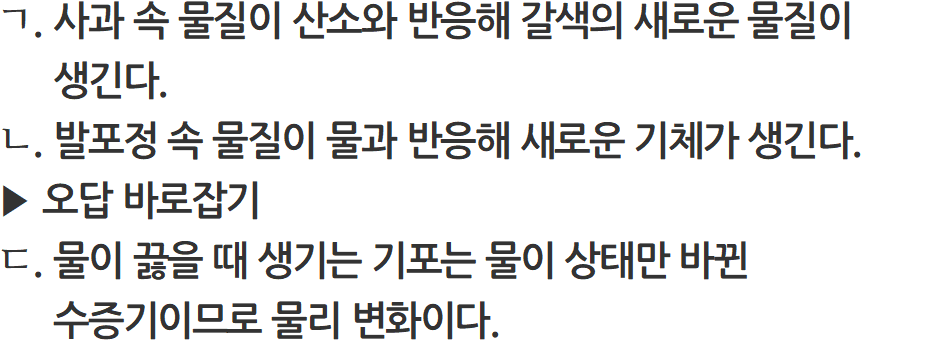 ㄱ. 사과 속 물질이 산소와 반응해 갈색의 새로운 물질이
생긴다.
ㄴ. 발포정 속 물질이 물과 반응해 새로운 기체가 생긴다.
▶ 오답 바로잡기
ㄷ. 물이 끓을 때 생기는 기포는 물이 상태만 바뀐
수증기이므로 물리 변화이다.